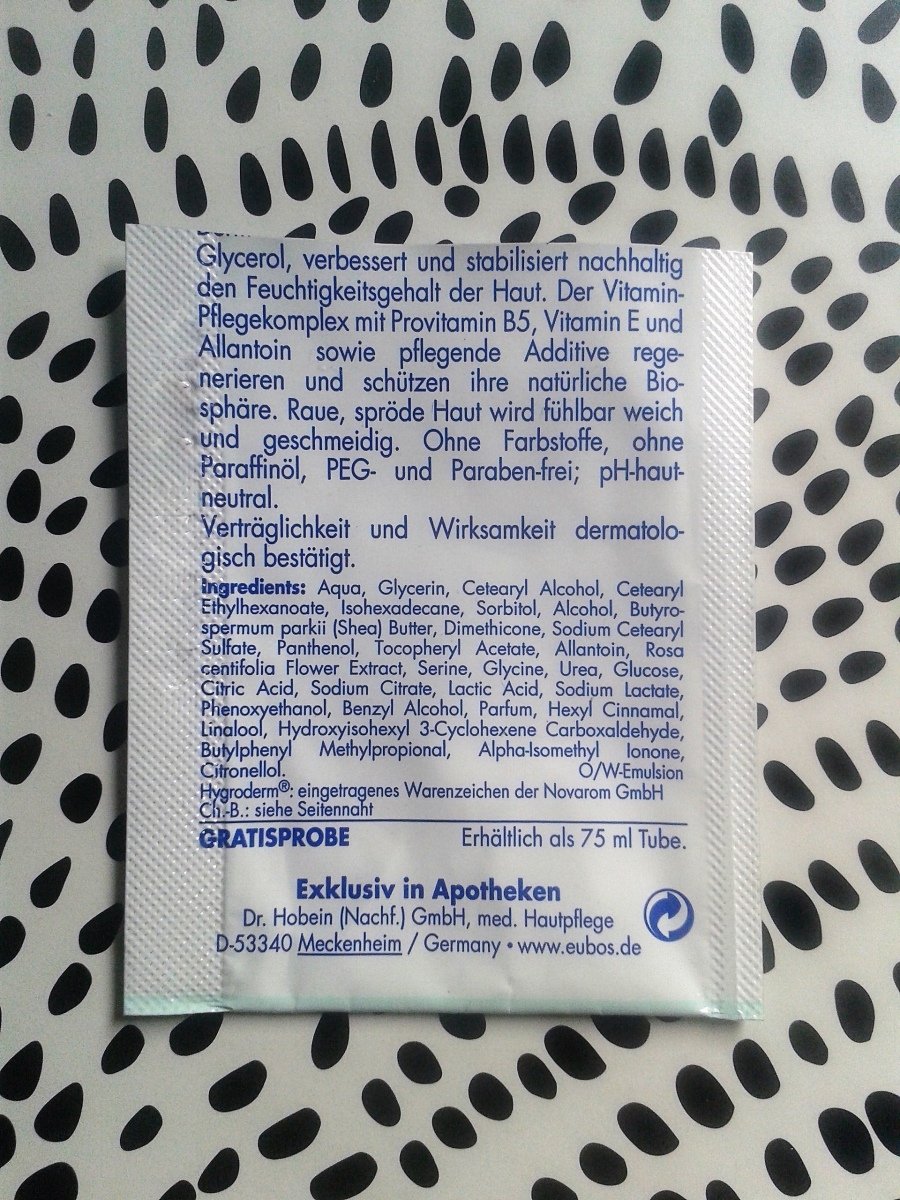 Glycerol, verbessert und stabilisiert nachhaltig
den Feuchtigkeitsgehalt der Haut. Der Vitamin-
Pflegekomplex mit Provitamin B5, Vitamin E und
Allantoin sowie pflegende Additive rege-
nerieren und schützen ihre natürliche Bio-
sphäre. Raue, spröde Haut wird fühlbar weich
und geschmeidig. Ohne Farbstoffe, ohne
Paraffinöl, PEG- und Paraben-frei; pH-haut-
neutral.
Verträglichkeit und Wirksamkeit dermatolo-
gisch bestätigt.
Ingredients: Aqua, Glycerin, Cetearyl Alcohol, Cetearyl
Ethylhexanoate, Isohexadecane, Sorbitol, Alcohol, Butyro-
spermum parkii (Shea) Butter, Dimethicone, Sodium Cetearyl
Sulfate, Panthenol, Tocopheryl Acetate, Allantoin, Rosa
centifolia Flower Extract, Serine, Glycine, Urea, Glucose,
Citric Acid, Sodium Citrate, Lactic Acid, Sodium Lactate,
Phenoxyethanol, Benzyl Alcohol, Parfum, Hexyl Cinnamal,
Linalool, Hydroxyisohexyl 3-Cyclohexene Carboxaldehyde,
Butylphenyl Methylpropional, Alpha-Isomethyl Ionone,
Citronellol. O/W-Emulsion
Hygroderm®: eingetragenes Warenzeichen der Novarom GmbH
Ch.-B.: siehe Seitennaht
GRATISPROBE Erhältlich als 75 ml Tube.
Exklusiv in Apotheken
Dr. Hobein (Nachf.) GmbH, med. Hautpflege
D-53340 Meckenheim / Germany • www.eubos.de